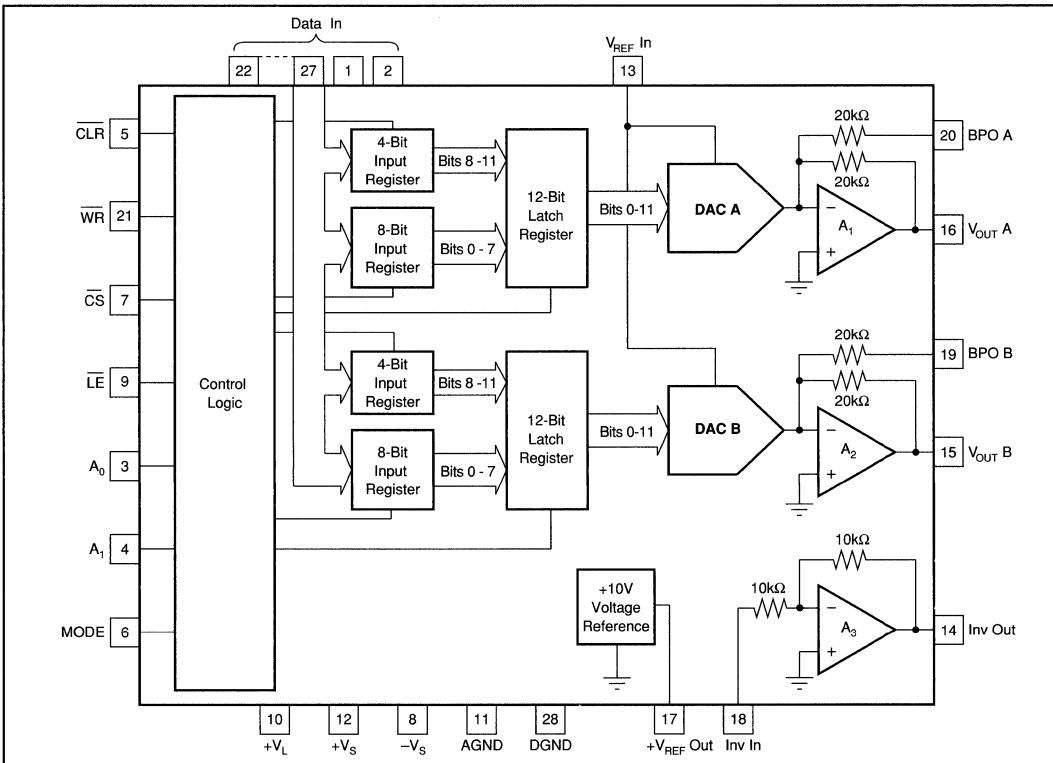 Data In
22
27
1
2
V_REF In
13
CLR
5
WR
21
CS
7
LE
9
A0
3
A1
4
MODE
6
Control
Logic
4-Bit
Input
Register
Bits 8 -11
8-Bit
Input
Register
Bits 0 - 7
12-Bit
Latch
Register
Bits 0-11
DAC A
20kΩ
20kΩ
A1
−
+
20
BPO A
16
V_OUT A
4-Bit
Input
Register
Bits 8 -11
8-Bit
Input
Register
Bits 0 - 7
12-Bit
Latch
Register
Bits 0-11
DAC B
20kΩ
20kΩ
A2
−
+
19
BPO B
15
V_OUT B
+10V
Voltage
Reference
10kΩ
10kΩ
A3
−
+
14
Inv Out
10
+V_L
12
+V_S
8
−V_S
11
AGND
28
DGND
17
+V_REF Out
18
Inv In